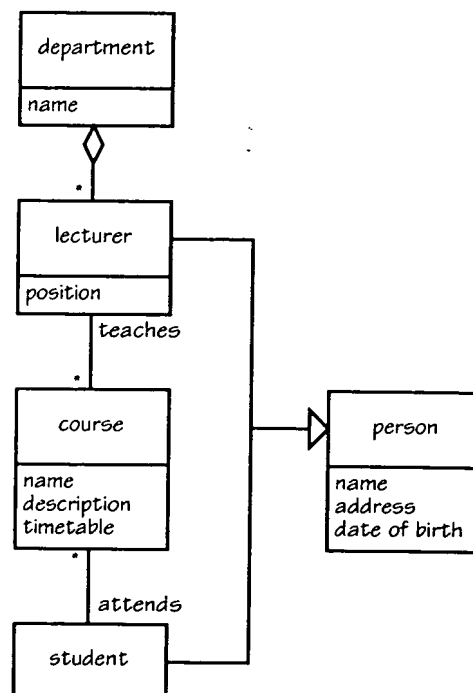 department
name
*
lecturer
position
teaches
*
course
name
description
timetable
*
attends
student
person
name
address
date of birth